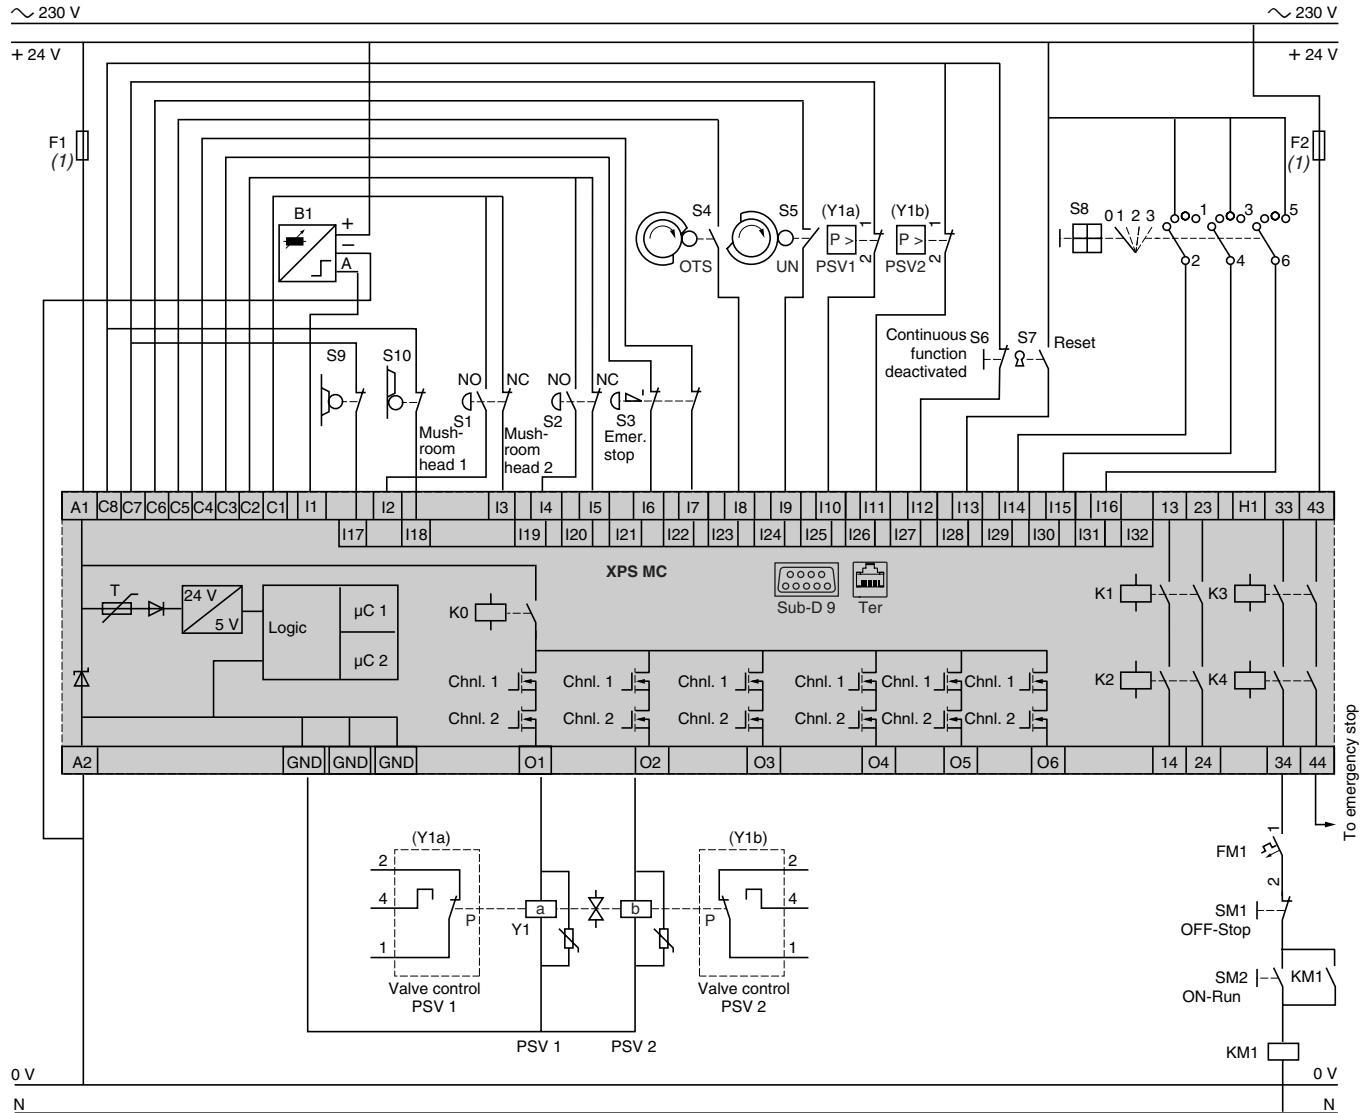 230 V
230 V
+ 24 V
+ 24 V
F1
(1)
F2
(1)
B1
+
–
A
S4
OTS
S5
UN
(Y1a)
P >
1
2
PSV1
(Y1b)
P >
1
2
PSV2
S8
0 1 2 3
1
3
5
2
4
6
S9
S10
NO
NC
S1
Mush-
room
head 1
NO
NC
S2
Mush-
room
head 2
S3
Emer.
stop
Continuous
function
deactivated
S6
S7
Reset
A1 C8 C7 C6 C5 C4 C3 C2 C1 I1 I2 I3 I4 I5 I6 I7 I8 I9 I10 I11 I12 I13 I14 I15 I16 13 23 H1 33 43
I17 I18 I19 I20 I21 I22 I23 I24 I25 I26 I27 I28 I29 I30 I31 I32
XPS MC
Sub-D 9
Ter
T
24 V
5 V
Logic
µC 1
µC 2
K0
K1
K3
K2
K4
Chnl. 1 Chnl. 1 Chnl. 1 Chnl. 1 Chnl. 1 Chnl. 1
Chnl. 2 Chnl. 2 Chnl. 2 Chnl. 2 Chnl. 2 Chnl. 2
A2 GND GND GND O1 O2 O3 O4 O5 O6 14 24 34 44
To emergency stop
(Y1a)
2
4
1
P
Valve control
PSV 1
a
Y1
b
(Y1b)
2
4
1
P
Valve control
PSV 2
PSV 1
PSV 2
FM1
1
2
SM1
OFF-Stop
SM2
ON-Run
KM1
KM1
0 V
0 V
N
N